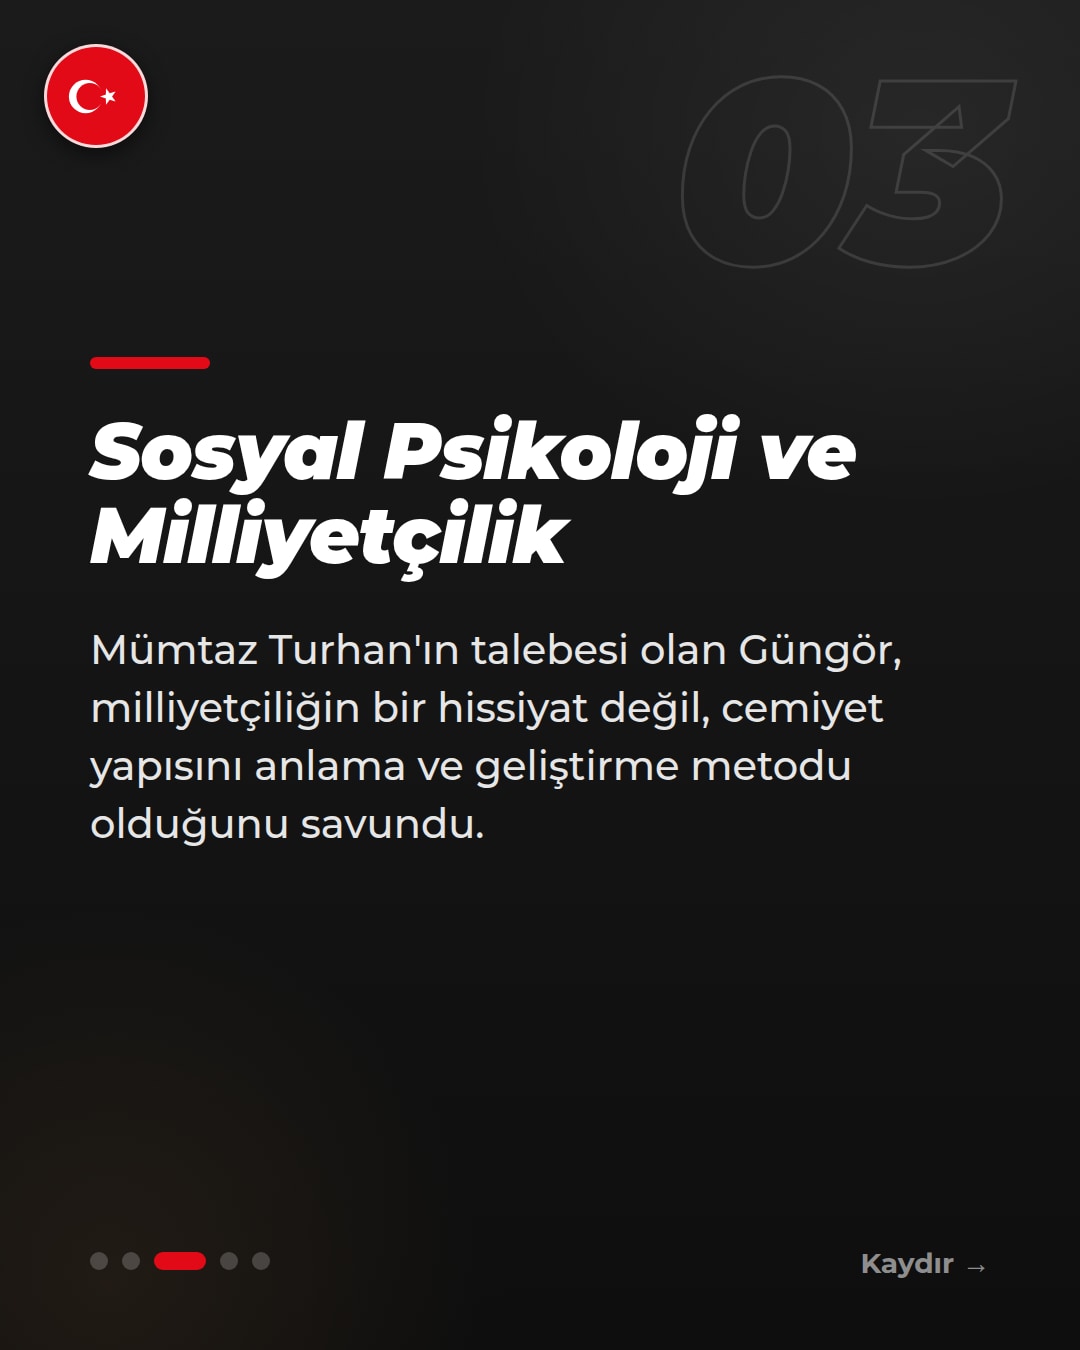 03
Sosyal Psikoloji ve
Milliyetçilik
Mümtaz Turhan'ın talebesi olan Güngör,
milliyetçiliğin bir hissiyat değil, cemiyet
yapısını anlama ve geliştirme metodu
olduğunu savundu.
Kaydır →